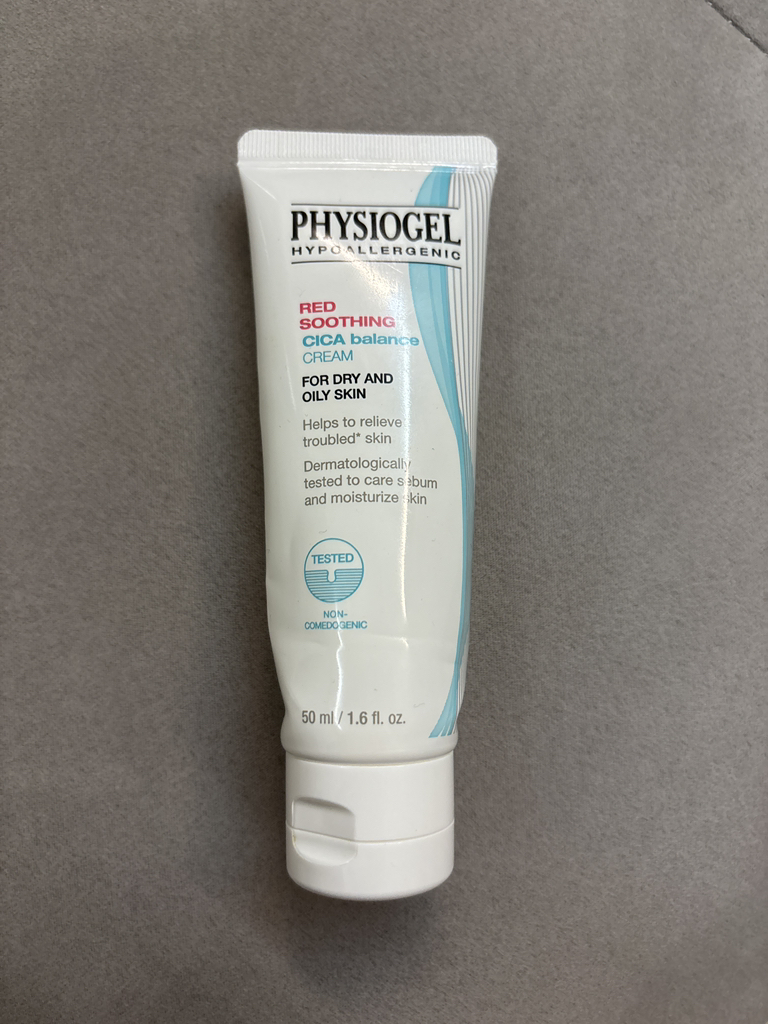 PHYSIOGEL
HYPOALLERGENIC
RED
SOOTHING
CICA balance
CREAM
FOR DRY AND
OILY SKIN
Helps to relieve
troubled* skin
Dermatologically
tested to care sebum
and moisturize skin
TESTED
NON-
COMEDOGENIC
50 ml / 1.6 fl. oz.